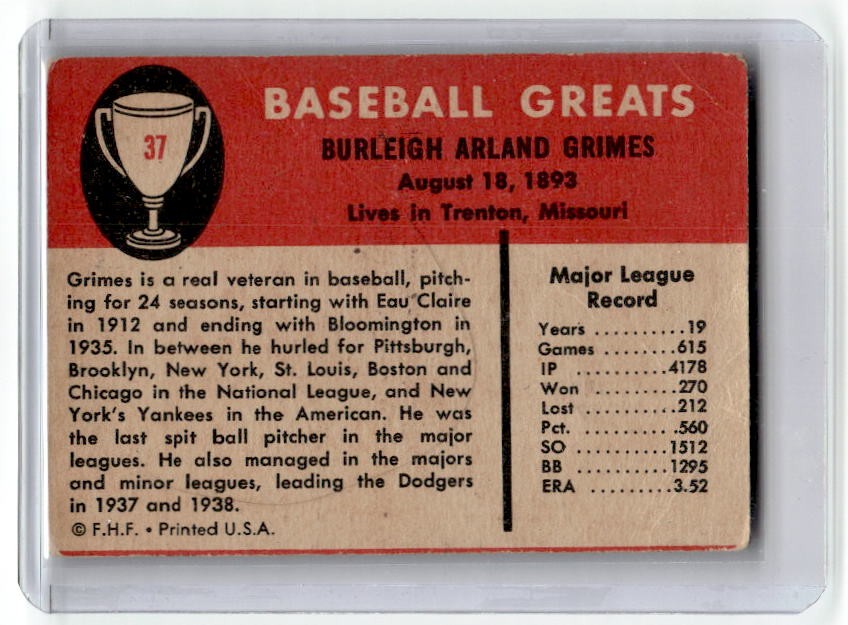 37
BASEBALL GREATS
BURLEIGH ARLAND GRIMES
August 18, 1893
Lives in Trenton, Missouri
Grimes is a real veteran in baseball, pitch-
ing for 24 seasons, starting with Eau Claire
in 1912 and ending with Bloomington in
1935. In between he hurled for Pittsburgh,
Brooklyn, New York, St. Louis, Boston and
Chicago in the National League, and New
York's Yankees in the American. He was
the last spit ball pitcher in the major
leagues. He also managed in the majors
and minor leagues, leading the Dodgers
in 1937 and 1938.
© F.H.F. • Printed U.S.A.
Major League
Record
Years ..........19
Games ........615
IP ..........4178
Won .........270
Lost ..........212
Pct. ..........560
SO ..........1512
BB ..........1295
ERA .........3.52